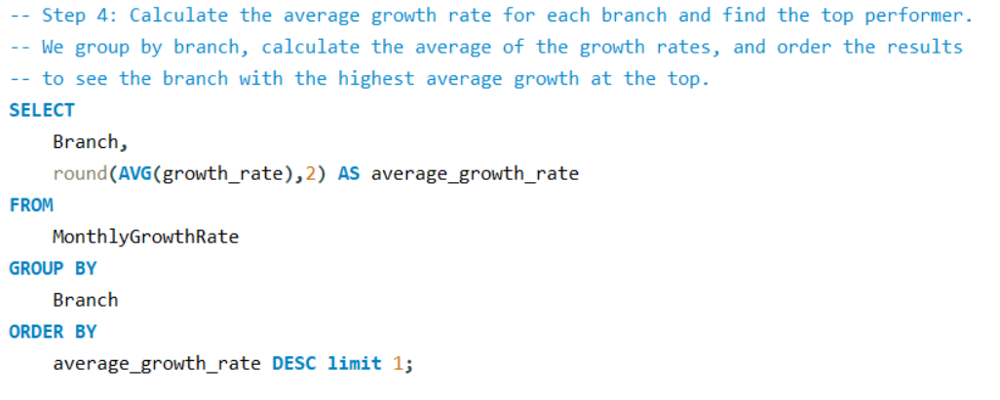 -- Step 4: Calculate the average growth rate for each branch and find the top performer.
-- We group by branch, calculate the average of the growth rates, and order the results
-- to see the branch with the highest average growth at the top.
SELECT
    Branch,
    round(AVG(growth_rate),2) AS average_growth_rate
FROM
    MonthlyGrowthRate
GROUP BY
    Branch
ORDER BY
    average_growth_rate DESC limit 1;